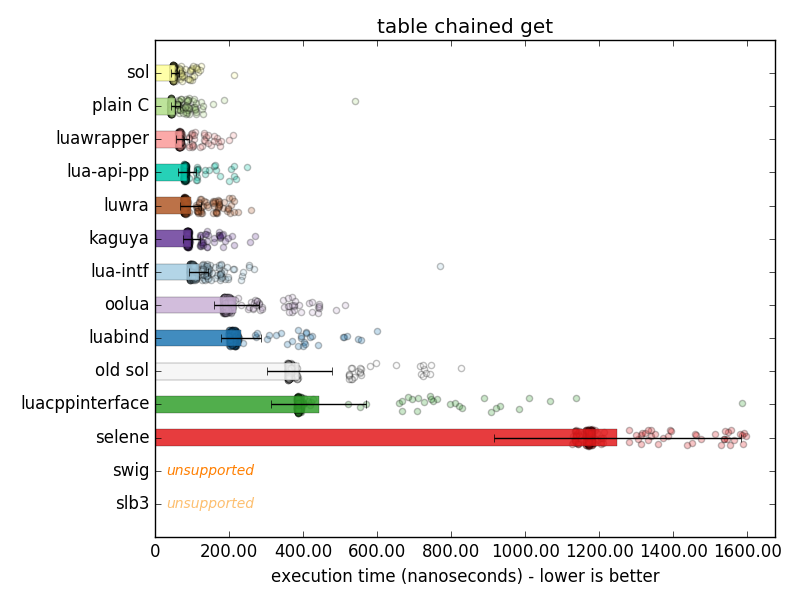 table chained get
sol
plain C
luawrapper
lua-api-pp
luwra
kaguya
lua-intf
oolua
luabind
old sol
luacppinterface
selene
swig unsupported
slb3 unsupported
0 200.00 400.00 600.00 800.00 1000.00 1200.00 1400.00 1600.00
execution time (nanoseconds) - lower is better